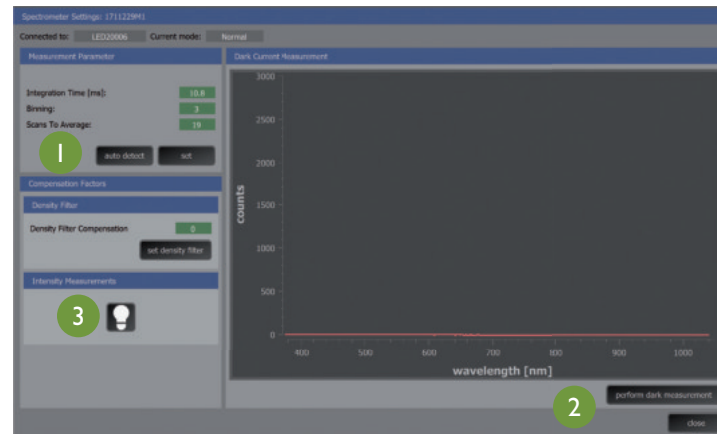 Spectrometer Settings: 1711229M1
Connected to: LED20006 Current mode: Normal
Measurement Parameter
Integration Time [ms]: 10.8
Binning: 3
Scans To Average: 19
1
auto detect set
Compensation Factors
Density Filter
Density Filter Compensation 0
set density filter
Intensity Measurements
3
Dark Current Measurement
3000
2500
2000
1500
1000
500
0
counts
400 500 600 700 800 900 1000
wavelength [nm]
2
perform dark measurement
close